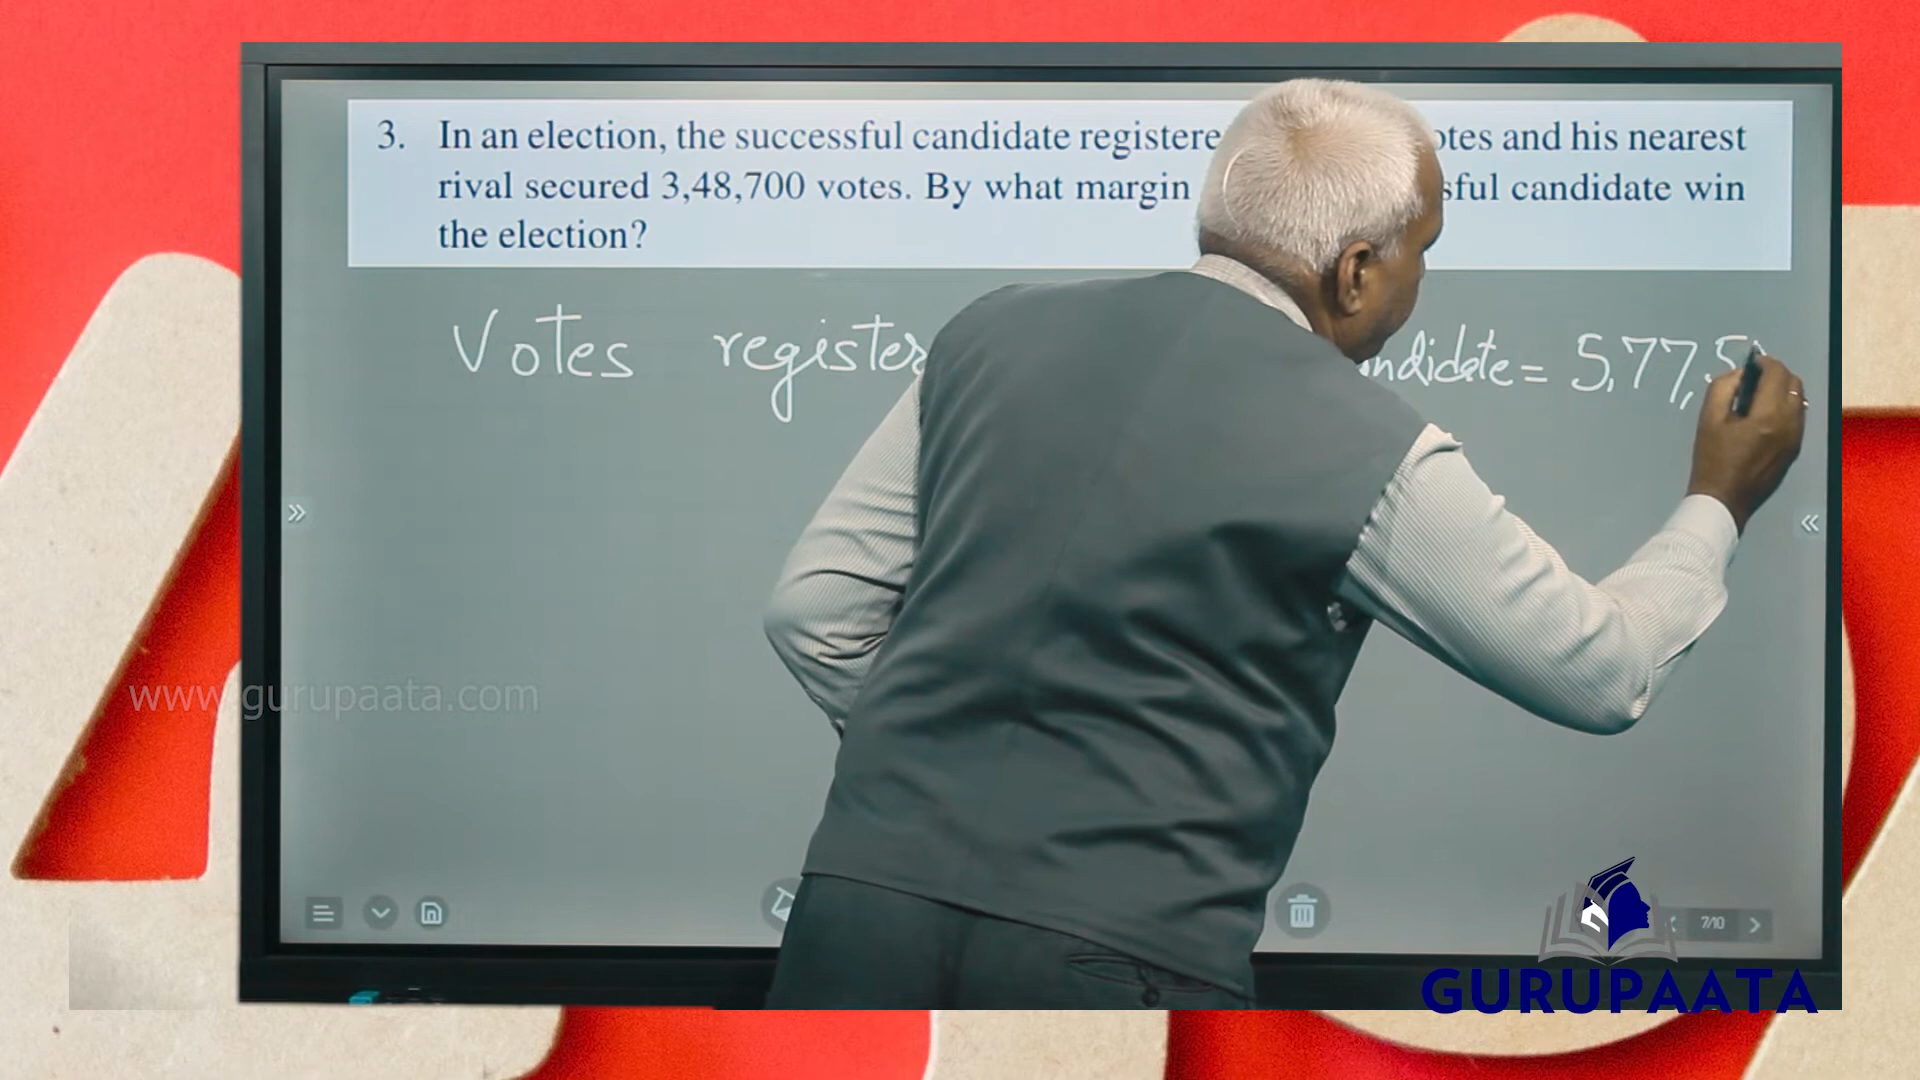 3. In an election, the successful candidate registere otes and his nearest
rival secured 3,48,700 votes. By what margin sful candidate win
the election?
Votes register ndidate = 5,77,5
www.gurupaata.com
7/10
GURUPAATA